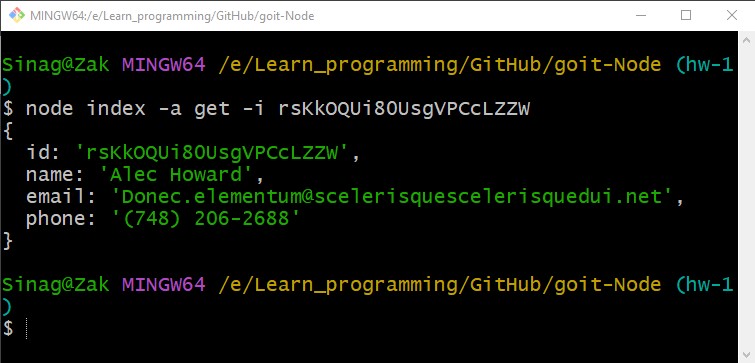 MINGW64:/e/Learn_programming/GitHub/goit-Node
Sinag@Zak MINGW64 /e/Learn_programming/GitHub/goit-Node (hw-1
)
$ node index -a get -i rsKkOQUi80UsgVPCcLZZW
{
  id: 'rsKkOQUi80UsgVPCcLZZW',
  name: 'Alec Howard',
  email: 'Donec.elementum@scelerisquescelerisquedui.net',
  phone: '(748) 206-2688'
}
Sinag@Zak MINGW64 /e/Learn_programming/GitHub/goit-Node (hw-1
)
$